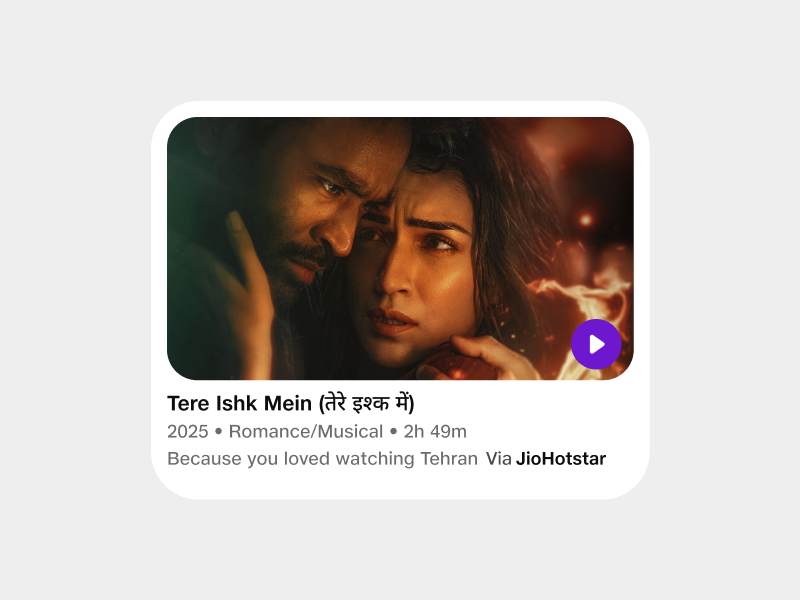 Tere Ishk Mein (तेरे इश्क में)
2025 • Romance/Musical • 2h 49m
Because you loved watching Tehran Via JioHotstar